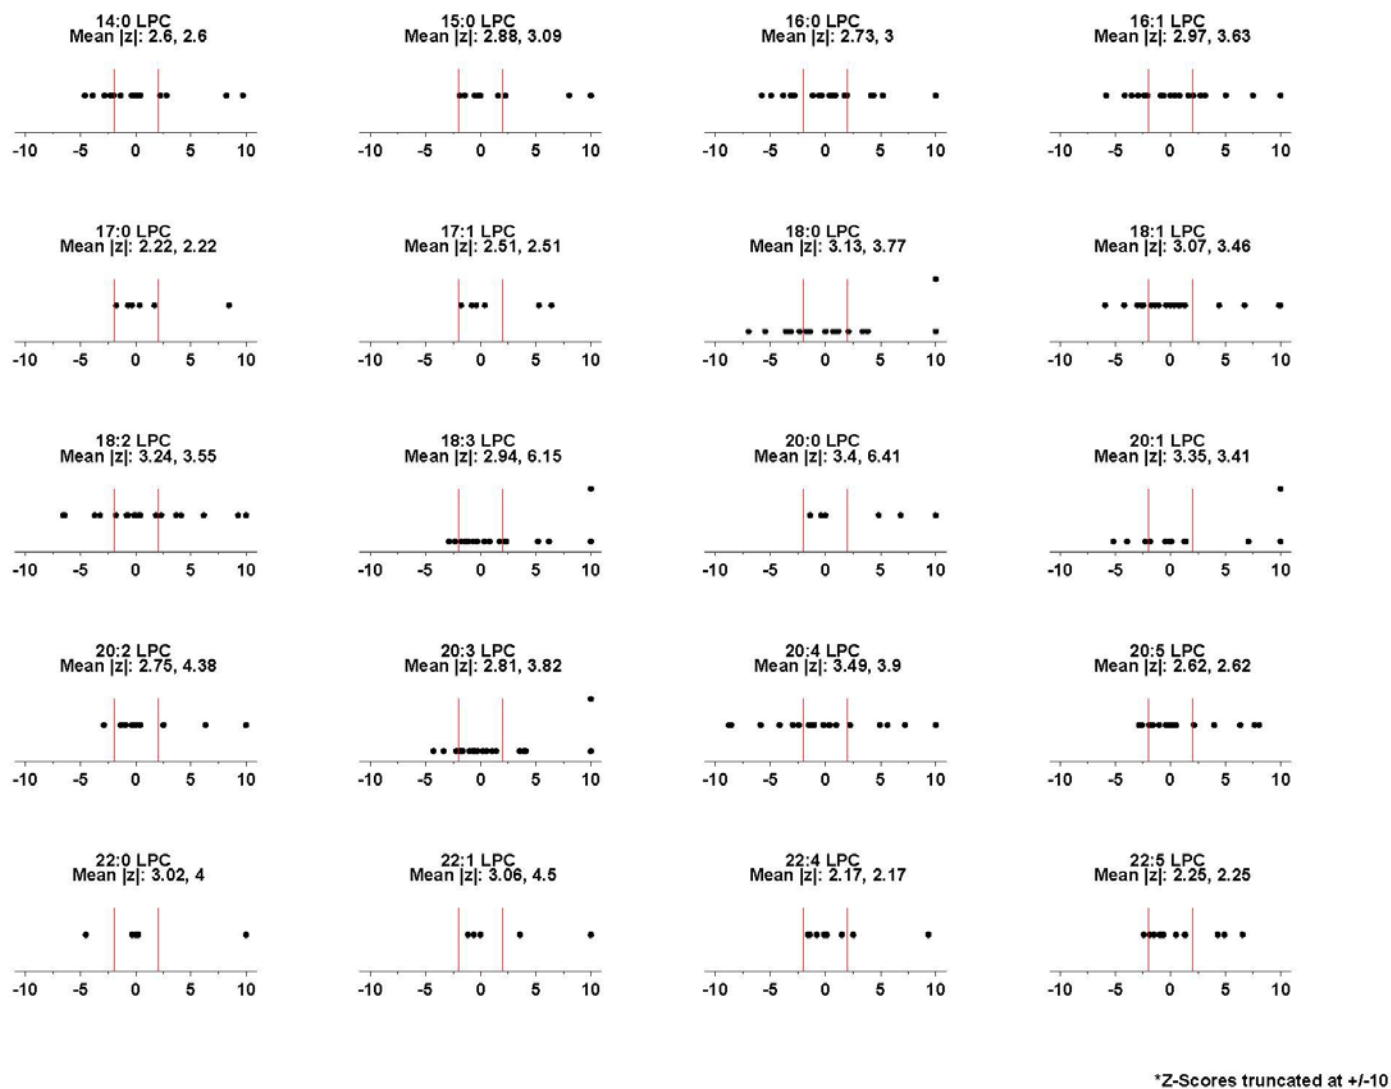 14:0 LPC
Mean |z|: 2.6, 2.6
15:0 LPC
Mean |z|: 2.88, 3.09
16:0 LPC
Mean |z|: 2.73, 3
16:1 LPC
Mean |z|: 2.97, 3.63
-10 -5 0 5 10
-10 -5 0 5 10
-10 -5 0 5 10
-10 -5 0 5 10
17:0 LPC
Mean |z|: 2.22, 2.22
17:1 LPC
Mean |z|: 2.51, 2.51
18:0 LPC
Mean |z|: 3.13, 3.77
18:1 LPC
Mean |z|: 3.07, 3.46
-10 -5 0 5 10
-10 -5 0 5 10
-10 -5 0 5 10
-10 -5 0 5 10
18:2 LPC
Mean |z|: 3.24, 3.55
18:3 LPC
Mean |z|: 2.94, 6.15
20:0 LPC
Mean |z|: 3.4, 6.41
20:1 LPC
Mean |z|: 3.35, 3.41
-10 -5 0 5 10
-10 -5 0 5 10
-10 -5 0 5 10
-10 -5 0 5 10
20:2 LPC
Mean |z|: 2.75, 4.38
20:3 LPC
Mean |z|: 2.81, 3.82
20:4 LPC
Mean |z|: 3.49, 3.9
20:5 LPC
Mean |z|: 2.62, 2.62
-10 -5 0 5 10
-10 -5 0 5 10
-10 -5 0 5 10
-10 -5 0 5 10
22:0 LPC
Mean |z|: 3.02, 4
22:1 LPC
Mean |z|: 3.06, 4.5
22:4 LPC
Mean |z|: 2.17, 2.17
22:5 LPC
Mean |z|: 2.25, 2.25
-10 -5 0 5 10
-10 -5 0 5 10
-10 -5 0 5 10
-10 -5 0 5 10
*Z-Scores truncated at +/-10